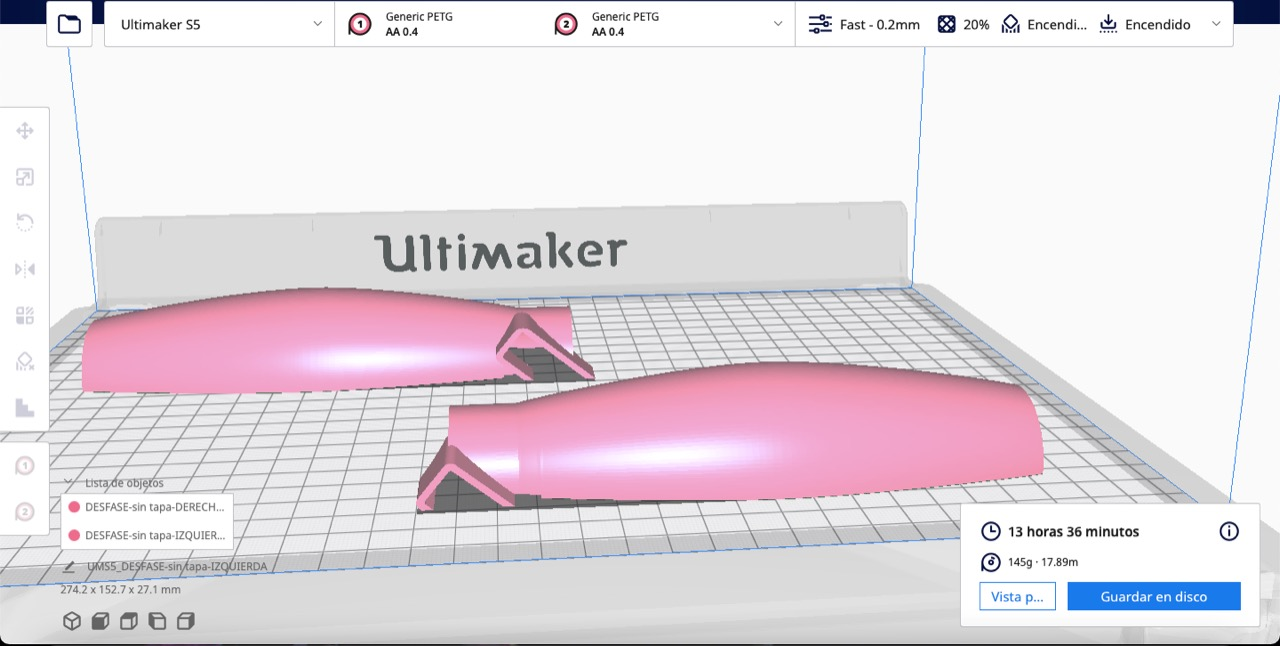 Ultimaker S5
1
Generic PETG
AA 0.4
2
Generic PETG
AA 0.4
Fast - 0.2mm
20%
Encendi...
Encendido
Ultimaker
1
2
Lista de objetos
DESFASE-sin tapa-DERECH...
DESFASE-sin tapa-IZQUIER...
UMS5_DESFASE-sin tapa-IZQUIERDA
274.2 x 152.7 x 27.1 mm
13 horas 36 minutos
145g · 17.89m
Vista p...
Guardar en disco